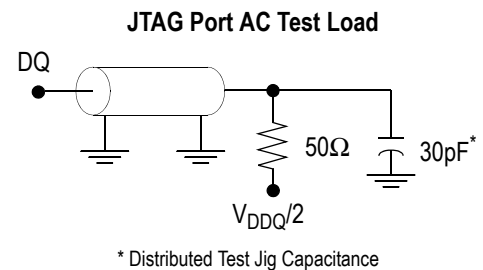 JTAG Port AC Test Load
DQ
50Ω
30pF*
VDDQ/2
* Distributed Test Jig Capacitance